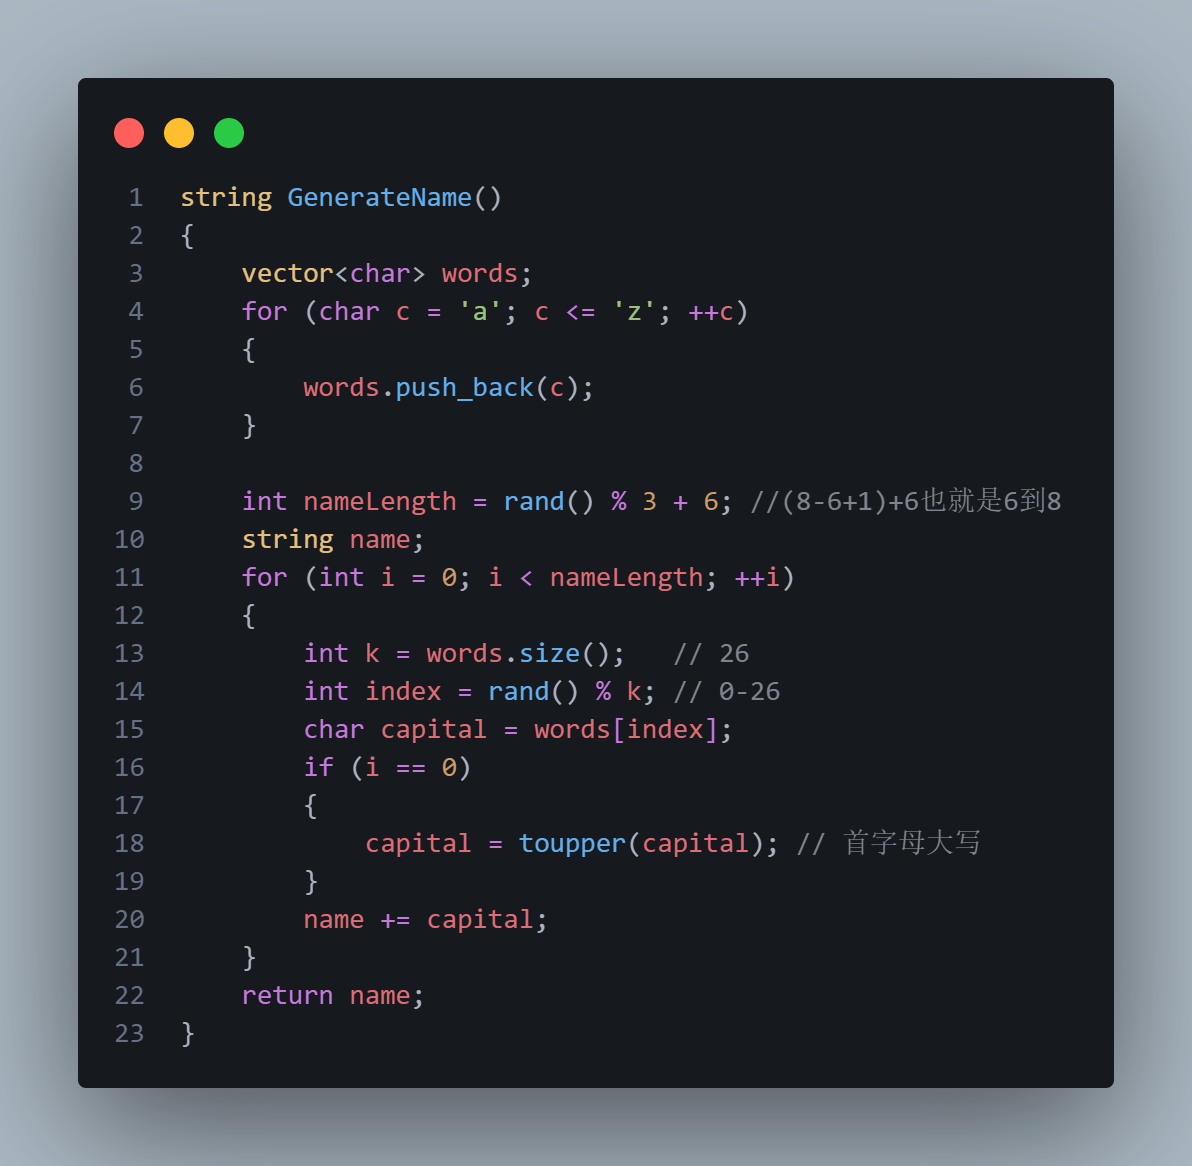 1 string GenerateName()
2 {
3     vector<char> words;
4     for (char c = 'a'; c <= 'z'; ++c)
5     {
6         words.push_back(c);
7     }
8
9     int nameLength = rand() % 3 + 6; //(8-6+1)+6也就是6到8
10     string name;
11     for (int i = 0; i < nameLength; ++i)
12     {
13         int k = words.size();   // 26
14         int index = rand() % k; // 0-26
15         char capital = words[index];
16         if (i == 0)
17         {
18             capital = toupper(capital); // 首字母大写
19         }
20         name += capital;
21     }
22     return name;
23 }